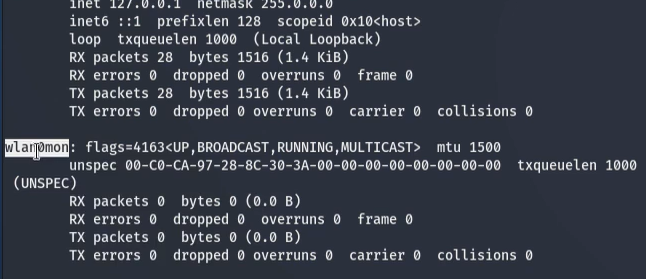 inet 127.0.0.1 netmask 255.0.0.0
inet6 ::1 prefixlen 128 scopeid 0x10<host>
loop txqueuelen 1000 (Local Loopback)
RX packets 28 bytes 1516 (1.4 KiB)
RX errors 0 dropped 0 overruns 0 frame 0
TX packets 28 bytes 1516 (1.4 KiB)
TX errors 0 dropped 0 overruns 0 carrier 0 collisions 0
wlan0mon: flags=4163<UP,BROADCAST,RUNNING,MULTICAST> mtu 1500
unspec 00-C0-CA-97-28-8C-30-3A-00-00-00-00-00-00-00-00 txqueuelen 1000
(UNSPEC)
RX packets 0 bytes 0 (0.0 B)
RX errors 0 dropped 0 overruns 0 frame 0
TX packets 0 bytes 0 (0.0 B)
TX errors 0 dropped 0 overruns 0 carrier 0 collisions 0